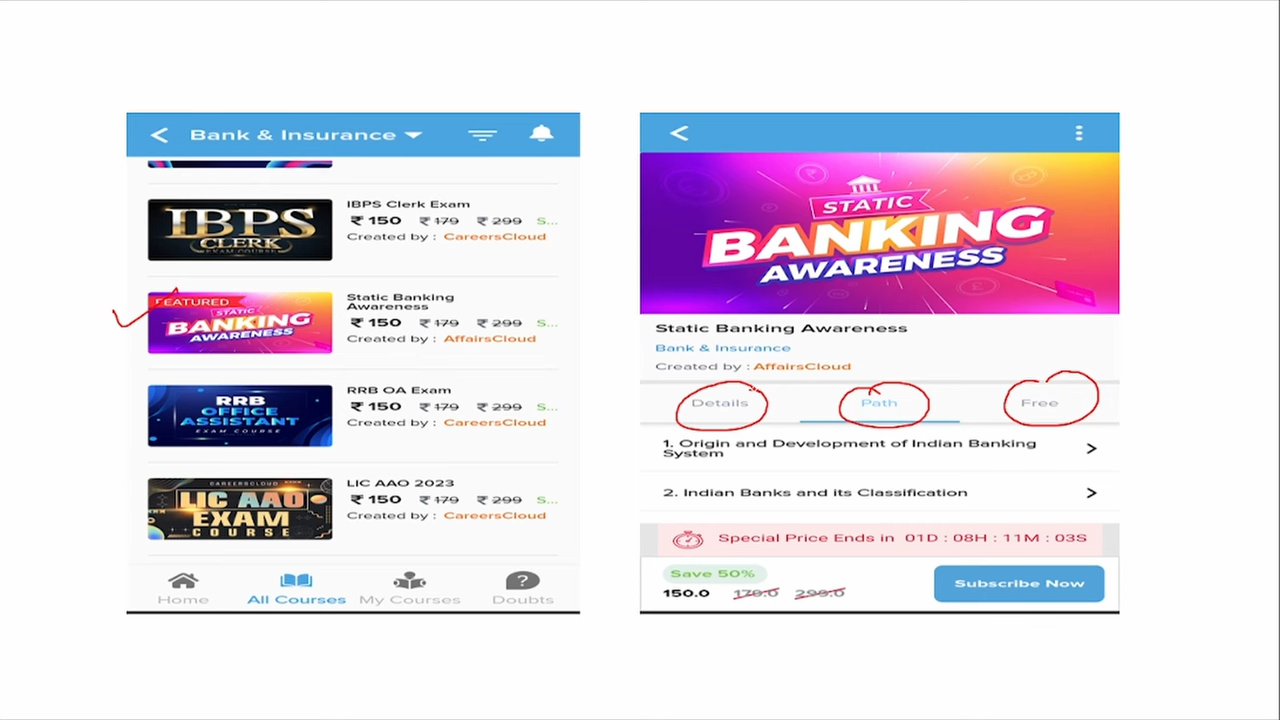 Bank & Insurance
IBPS
CLERK
EXAM COURSE
IBPS Clerk Exam
₹ 150 ₹ 179 ₹ 299 S...
Created by : CareersCloud
FEATURED
STATIC
BANKING
AWARENESS
Static Banking
Awareness
₹ 150 ₹ 179 ₹ 299 S...
Created by : AffairsCloud
RRB
OFFICE
ASSISTANT
EXAM COURSE
RRB OA Exam
₹ 150 ₹ 179 ₹ 299 S...
Created by : CareersCloud
CAREERSCLOUD
LIC AAO
EXAM
COURSE
LIC AAO 2023
₹ 150 ₹ 179 ₹ 299 S...
Created by : CareersCloud
Home All Courses My Courses Doubts
STATIC
BANKING
AWARENESS
Static Banking Awareness
Bank & Insurance
Created by : AffairsCloud
Details Path Free
1. Origin and Development of Indian Banking
System
2. Indian Banks and its Classification
Special Price Ends in 01D : 08H : 11M : 03S
Save 50%
150.0 179.0 299.0
Subscribe Now